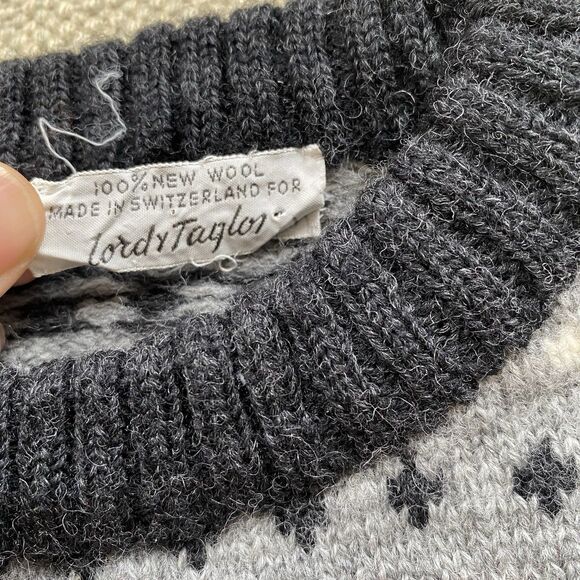 100% NEW WOOL
MADE IN SWITZERLAND FOR
Lord & Taylor